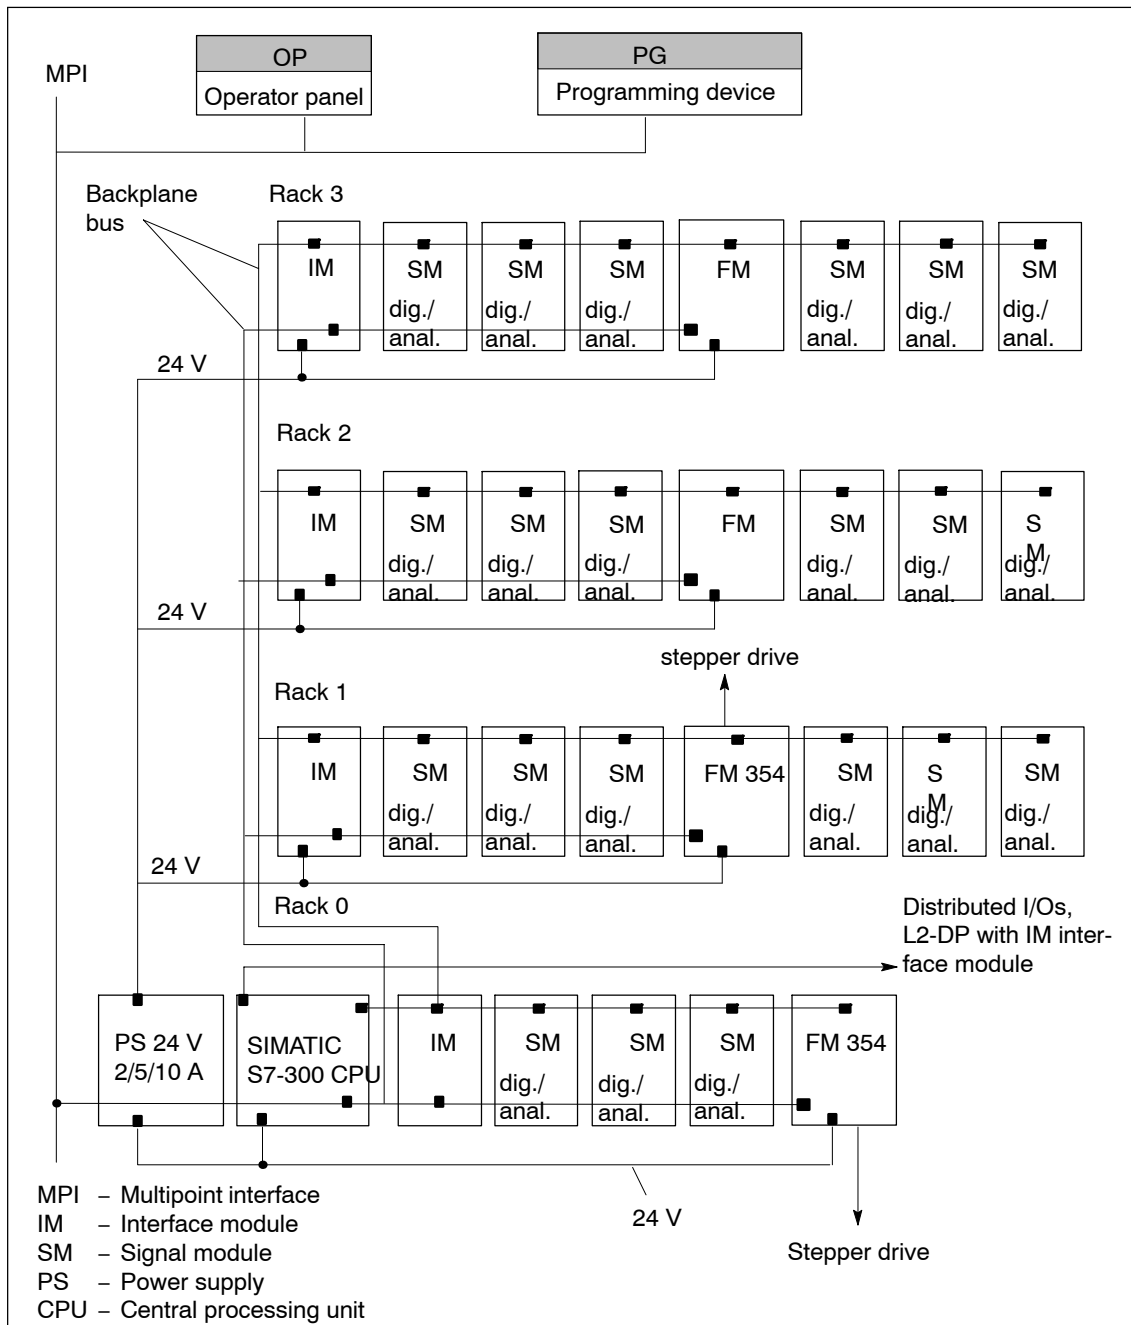 OP
PG
MPI
Operator panel
Programming device
Backplane
bus
Rack 3
IM
SM
SM
SM
FM
SM
SM
SM
dig./
anal.
dig./
anal.
dig./
anal.
dig./
anal.
dig./
anal.
dig./
anal.
24 V
Rack 2
IM
SM
SM
SM
FM
SM
SM
S
M
dig./
anal.
dig./
anal.
dig./
anal.
dig./
anal.
dig./
anal.
dig./
anal.
24 V
stepper drive
Rack 1
IM
SM
SM
SM
FM 354
SM
S
M
SM
dig./
anal.
dig./
anal.
dig./
anal.
dig./
anal.
dig./
anal.
dig./
anal.
24 V
Rack 0
Distributed I/Os,
L2-DP with IM inter-
face module
PS 24 V
2/5/10 A
SIMATIC
S7-300 CPU
IM
SM
SM
SM
FM 354
dig./
anal.
dig./
anal.
dig./
anal.
24 V
Stepper drive
MPI – Multipoint interface
IM – Interface module
SM – Signal module
PS – Power supply
CPU – Central processing unit